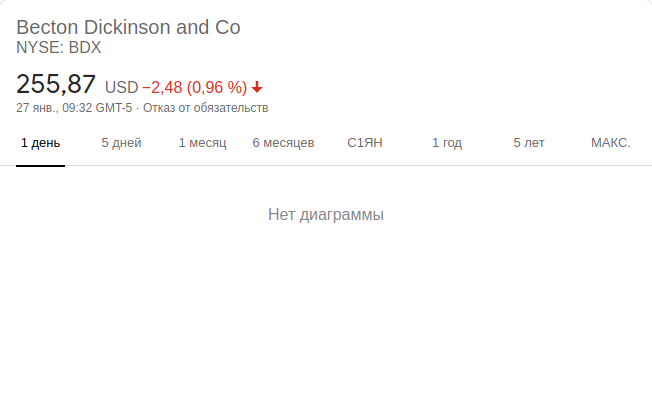 Becton Dickinson and Co
NYSE: BDX
255,87 USD −2,48 (0,96 %)
27 янв., 09:32 GMT-5 · Отказ от обязательств
1 день 5 дней 1 месяц 6 месяцев С1ЯН 1 год 5 лет МАКС.
Нет диаграммы